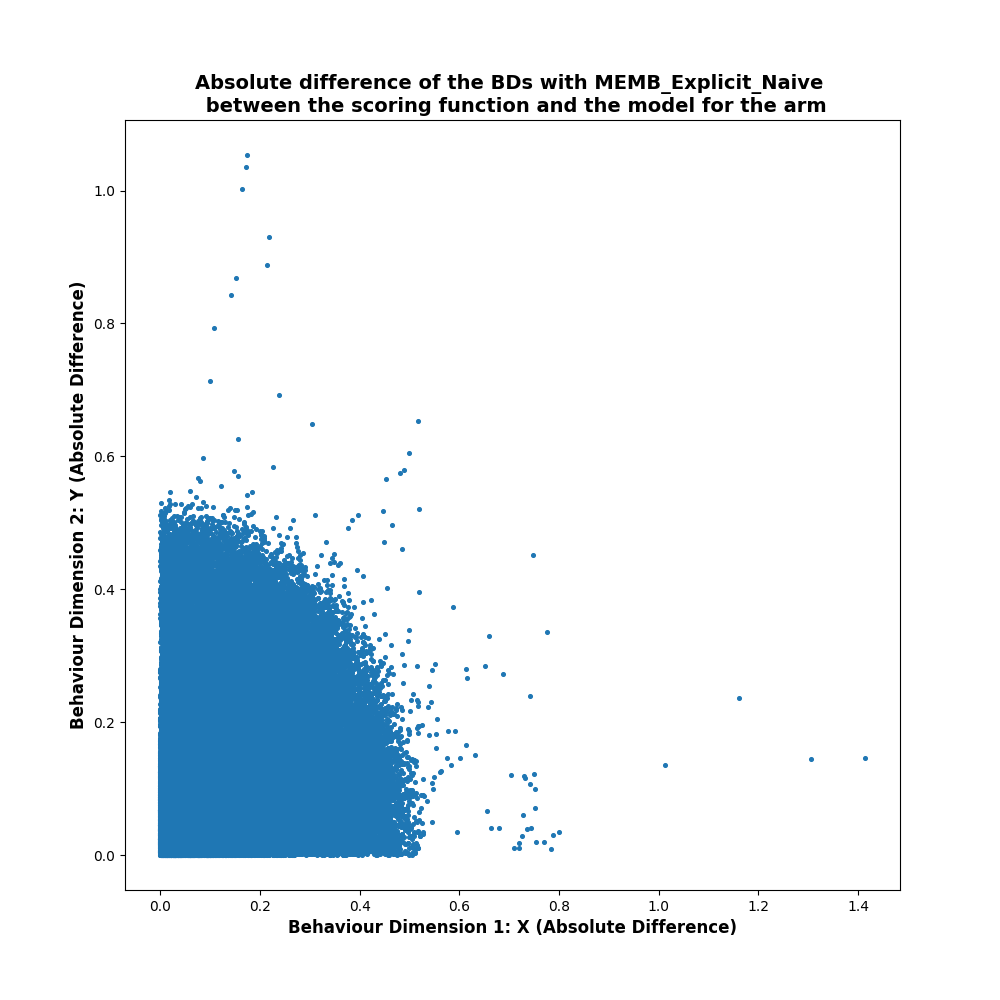 Absolute difference of the BDs with MEMB_Explicit_Naive
between the scoring function and the model for the arm
1.0
0.8
0.6
0.4
0.2
0.0
Behaviour Dimension 2: Y (Absolute Difference)
0.0 0.2 0.4 0.6 0.8 1.0 1.2 1.4
Behaviour Dimension 1: X (Absolute Difference)